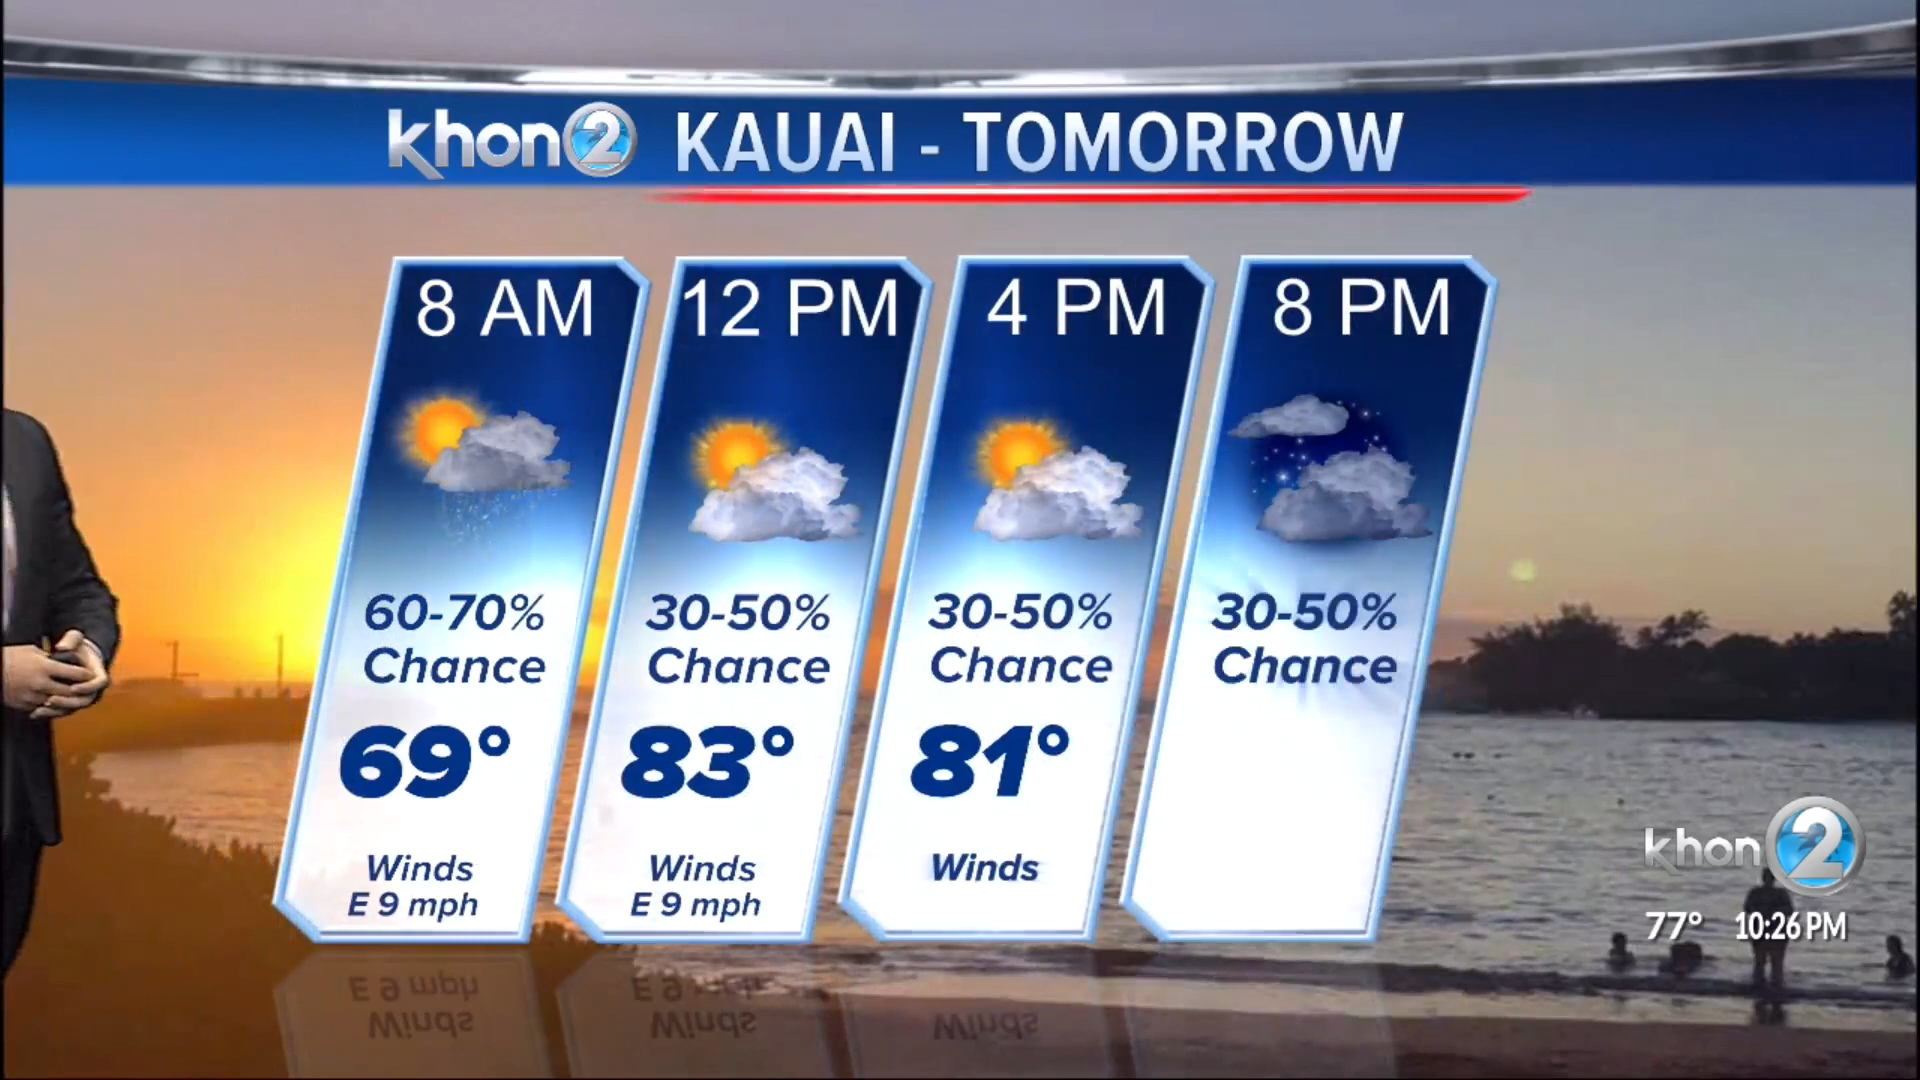 khon2 KAUAI - TOMORROW
8 AM
60-70%
Chance
69°
Winds
E 9 mph
12 PM
30-50%
Chance
83°
Winds
E 9 mph
4 PM
30-50%
Chance
81°
Winds
8 PM
30-50%
Chance
khon2
77° 10:26 PM